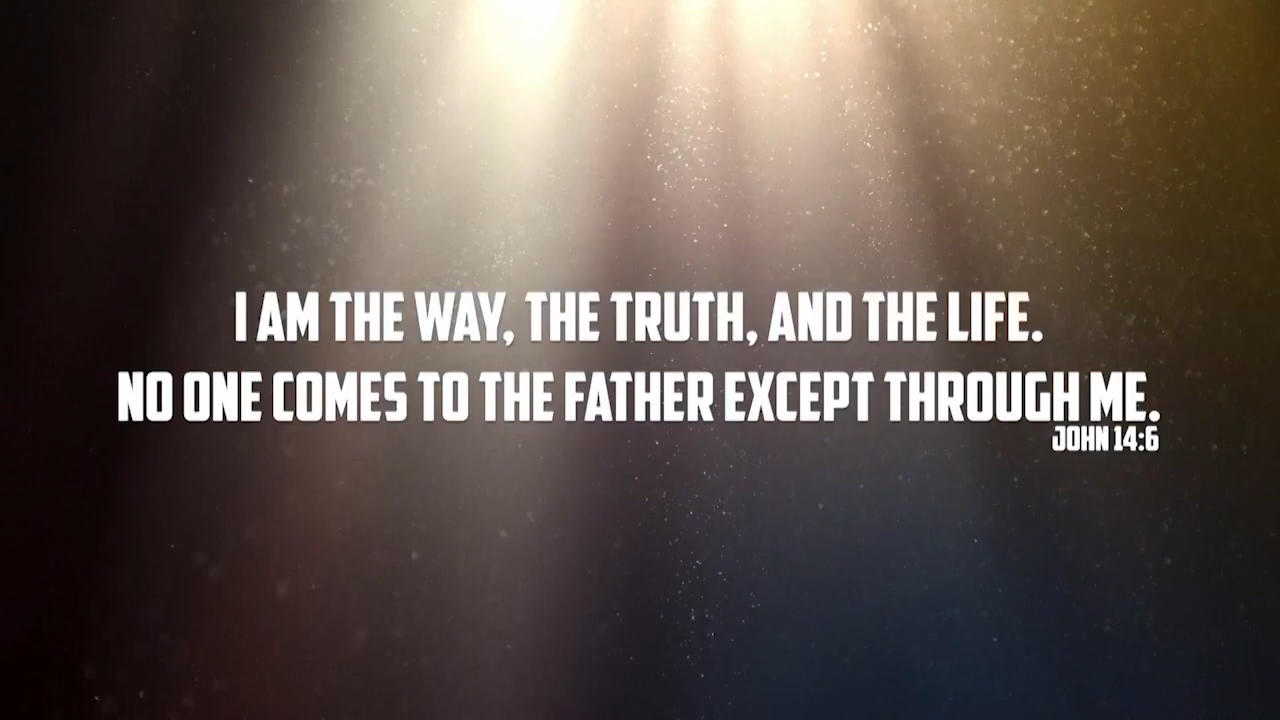 I AM THE WAY, THE TRUTH, AND THE LIFE.
NO ONE COMES TO THE FATHER EXCEPT THROUGH ME.
JOHN 14:6